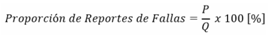 Proporción de Reportes de Fallas = P/Q x 100 [%]